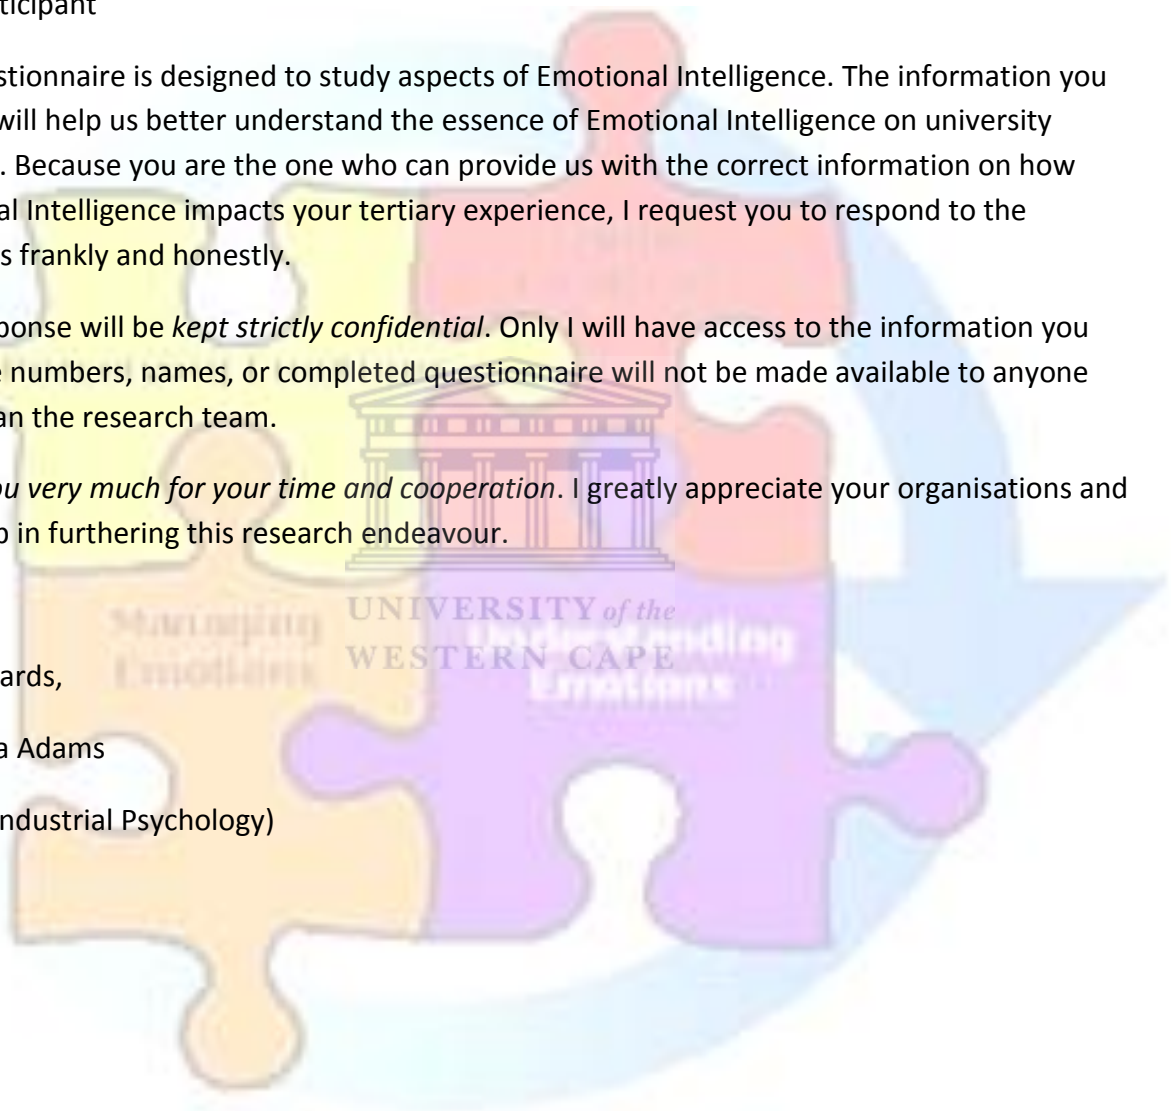 ticipant
stionnaire is designed to study aspects of Emotional Intelligence. The information you
will help us better understand the essence of Emotional Intelligence on university
. Because you are the one who can provide us with the correct information on how
al Intelligence impacts your tertiary experience, I request you to respond to the
s frankly and honestly.
ponse will be kept strictly confidential. Only I will have access to the information you
e numbers, names, or completed questionnaire will not be made available to anyone
an the research team.
ou very much for your time and cooperation. I greatly appreciate your organisations and
p in furthering this research endeavour.
UNIVERSITY of the
WESTERN CAPE
Managing
Emotions
Understanding
Emotions
ards,
a Adams
ndustrial Psychology)